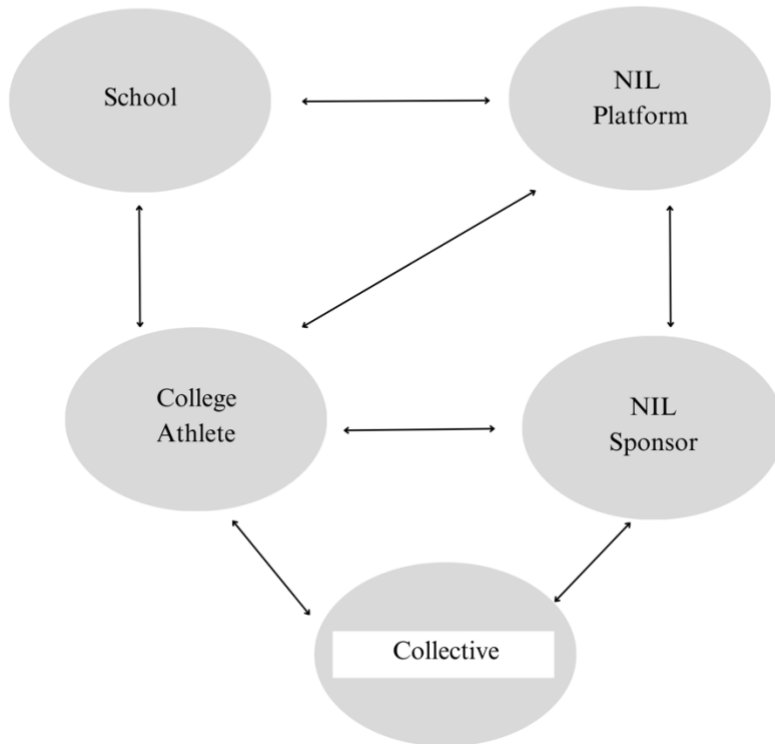 School
NIL
Platform
College
Athlete
NIL
Sponsor
Collective